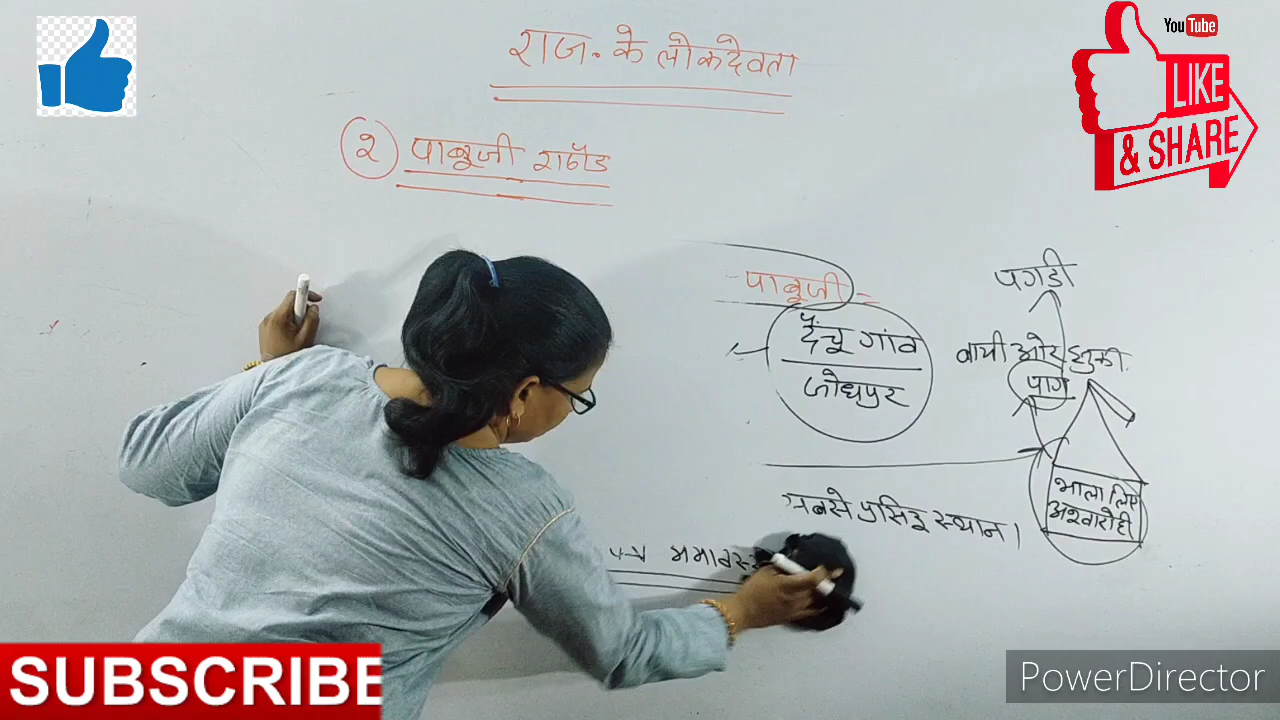 राज. के लोकदेवता
२ पाबूजी राठौड
पाबूजी =
देंचू गांव
जोधपुर
पगडी
बायी ओर झुकी
पाग
भाला लिए
अश्वारोही
सबसे प्रसिद्ध स्थान।
YouTube
LIKE
& SHARE
SUBSCRIBE
PowerDirector